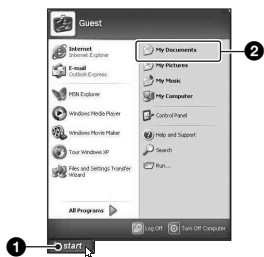 Guest
Internet
Internet Explorer
E-mail
Outlook Express
MSN Explorer
Windows Media Player
Windows Movie Maker
Tour Windows XP
Files and Settings Transfer
Wizard
All Programs
My Documents
2
My Pictures
My Music
My Computer
Control Panel
Help and Support
Search
Run...
Log Off
Turn Off Computer
1
start